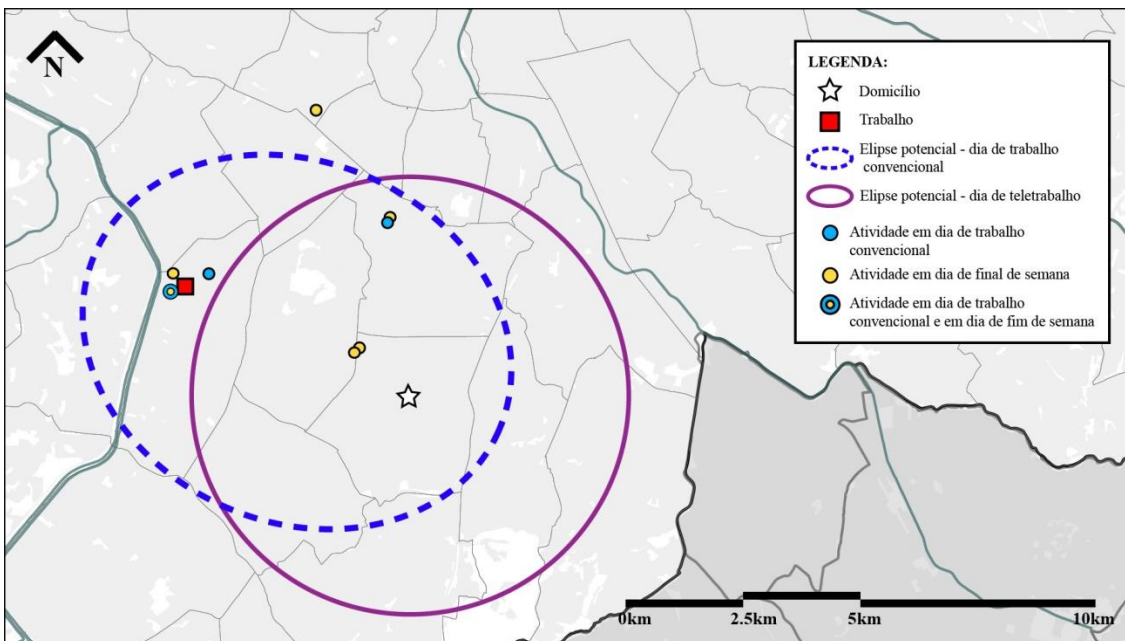 N
LEGENDA:
Domicílio
Trabalho
Elipse potencial - dia de trabalho
convencional
Elipse potencial - dia de teletrabalho
Atividade em dia de trabalho
convencional
Atividade em dia de final de semana
Atividade em dia de trabalho
convencional e em dia de fim de semana
0km 2.5km 5km 10km